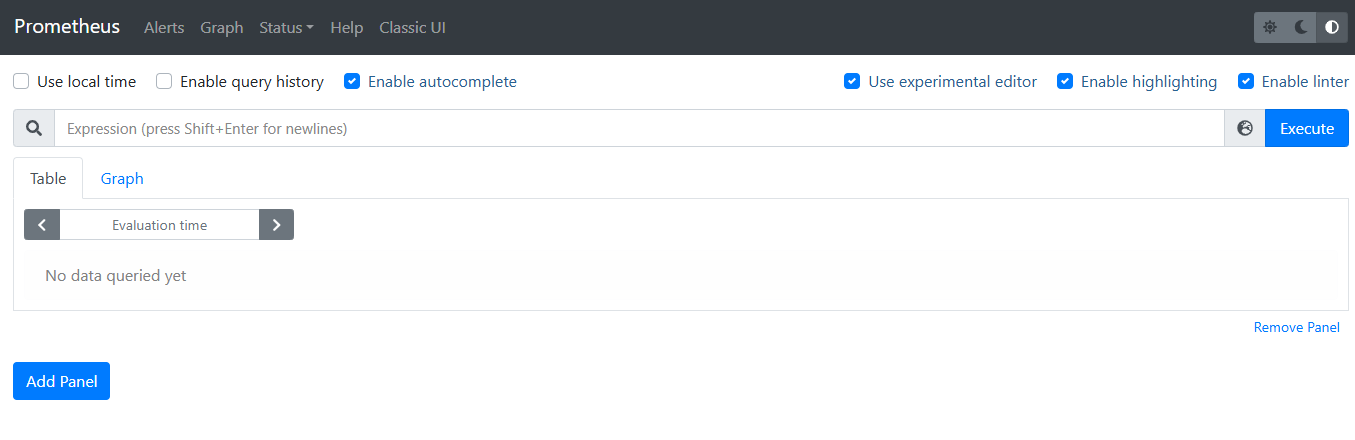 Prometheus Alerts Graph Status Help Classic UI
Use local time Enable query history Enable autocomplete Use experimental editor Enable highlighting Enable linter
Expression (press Shift+Enter for newlines) Execute
Table Graph
Evaluation time
No data queried yet
Remove Panel
Add Panel